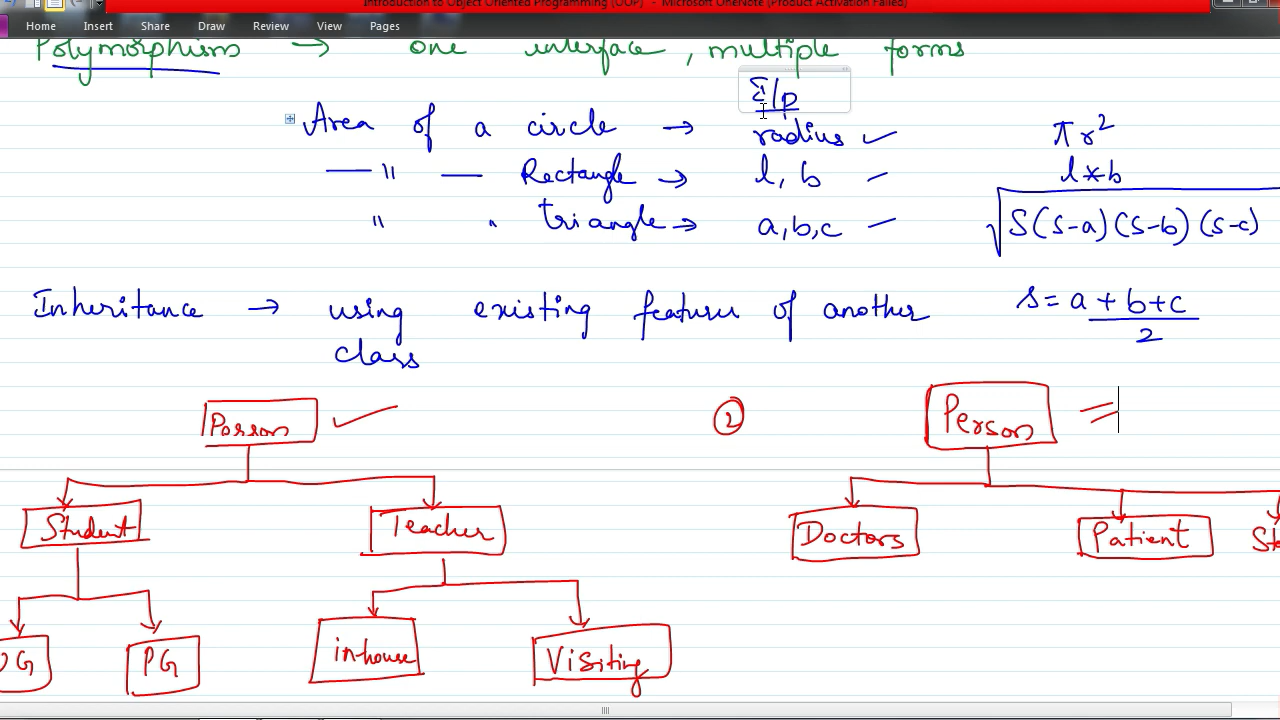 Introduction to Object Oriented Programming (OOP) - Microsoft OneNote (Product Activation Failed)
Home Insert Share Draw Review View Pages
Polymorphism → one interface, multiple forms
I/p
Area of a circle → radius ✓ πr²
— " — Rectangle → l, b l*b
" " triangle → a,b,c √S(s-a)(s-b)(s-c)
Inheritance → using existing features of another class
s = a+b+c/2
Person ✓
Student Teacher
PG inhouse Visiting
②
Person
Doctors Patient